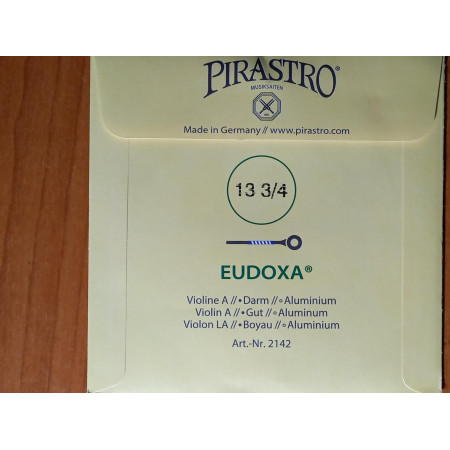 PIRASTRO®
MUSIKSAITEN
Made in Germany // www.pirastro.com
13 3/4
EUDOXA®
Violine A // • Darm // ∘ Aluminium
Violin A // • Gut // ∘ Aluminum
Violon LA // • Boyau // ∘ Aluminium
Art.-Nr. 2142